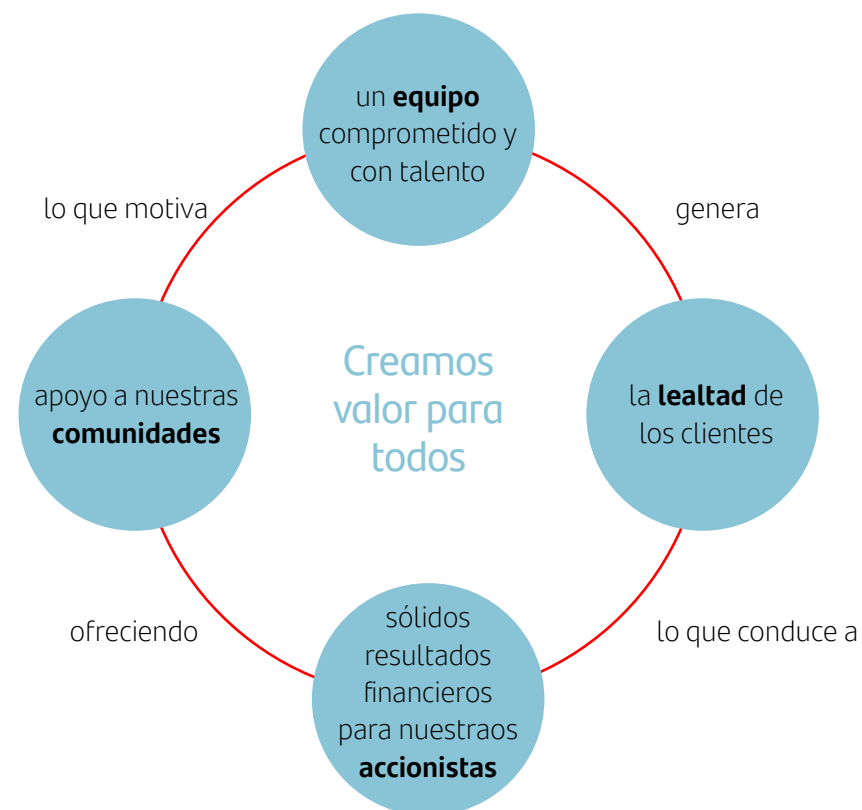 un equipo
comprometido y
con talento
lo que motiva
genera
Creamos
valor para
todos
apoyo a nuestras
comunidades
la lealtad de
los clientes
ofreciendo
lo que conduce a
sólidos
resultados
financieros
para nuestraos
accionistas